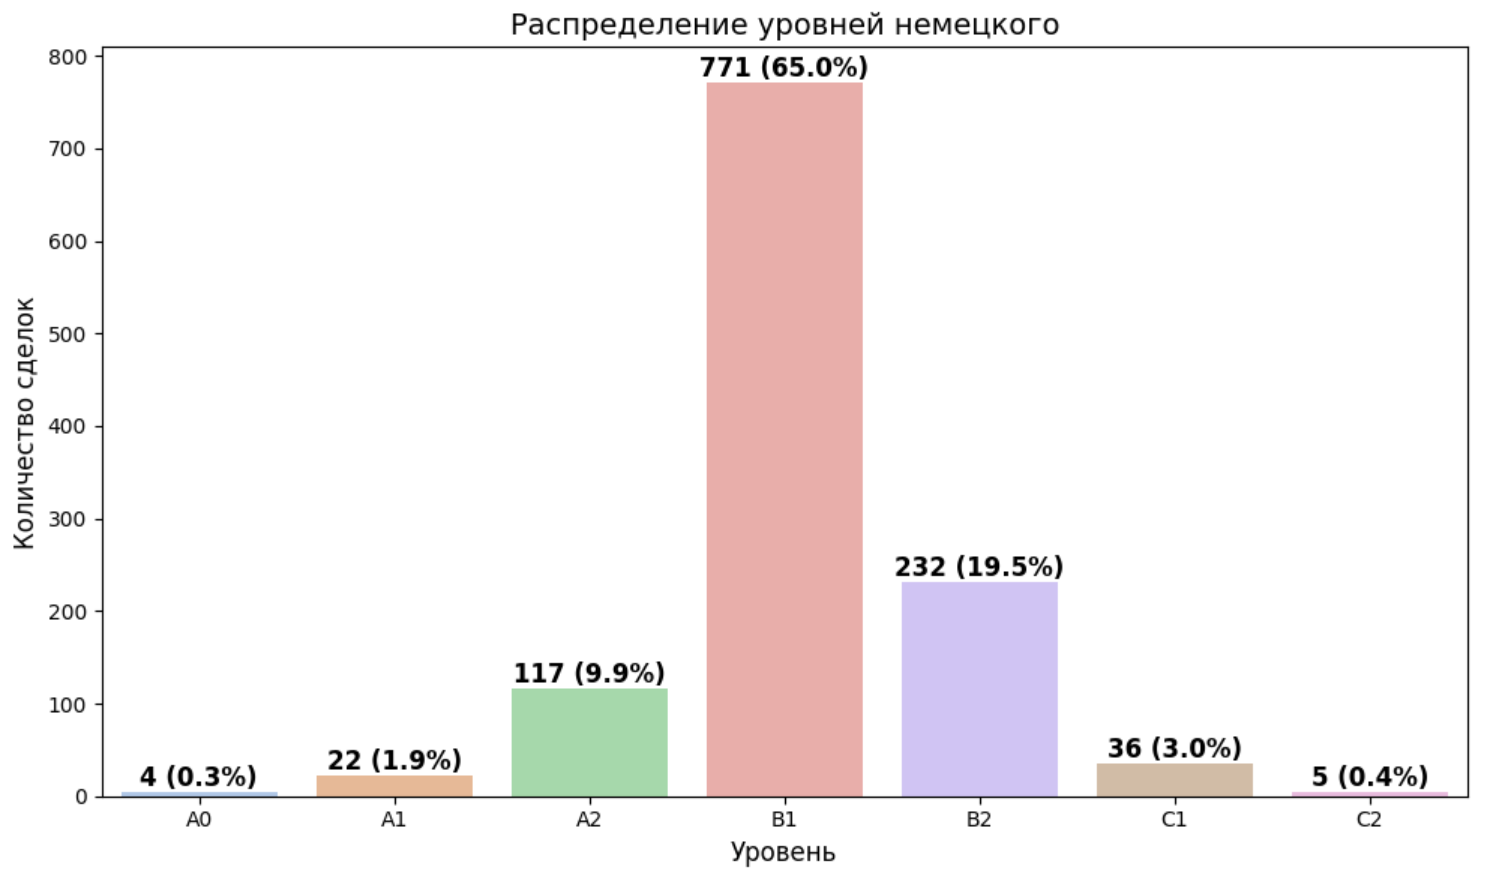 Распределение уровней немецкого
Количество сделок
800
700
600
500
400
300
200
100
0
4 (0.3%)
22 (1.9%)
117 (9.9%)
771 (65.0%)
232 (19.5%)
36 (3.0%)
5 (0.4%)
A0
A1
A2
B1
B2
C1
C2
Уровень